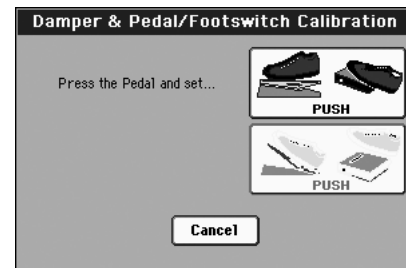 Damper & Pedal/Footswitch Calibration
Press the Pedal and set...
PUSH
PUSH
Cancel